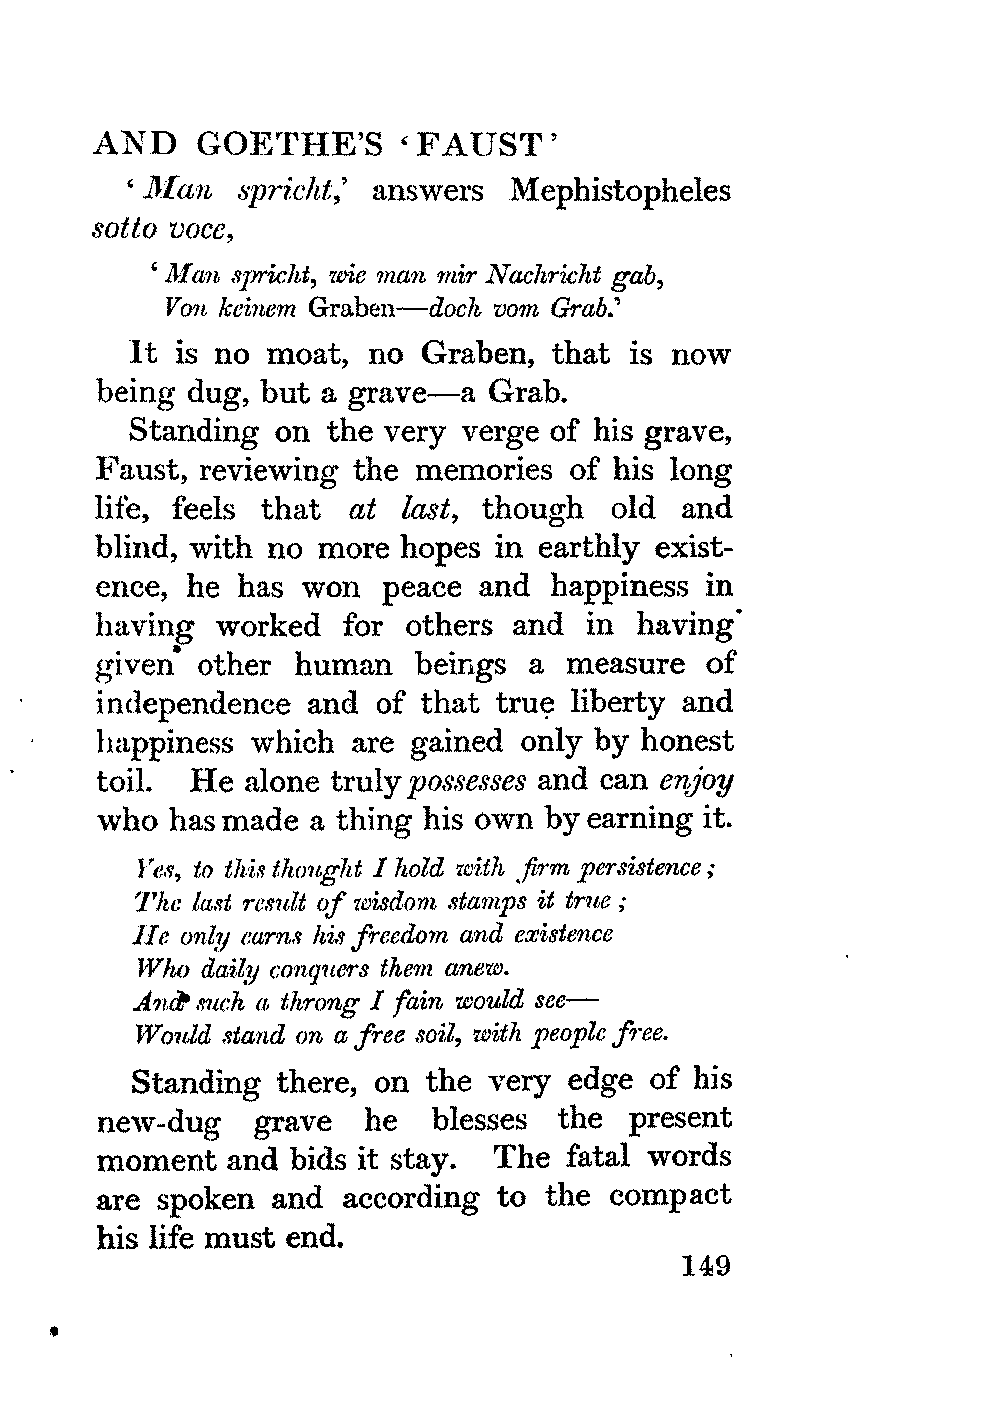 AND GOETHE'S ‘FAUST’
‘Man spricht,’ answers Mephistopheles
sotto voce,
‘Man spricht, wie man mir Nachricht gab,
Von keinem Graben—doch vom Grab.’
It is no moat, no Graben, that is now
being dug, but a grave—a Grab.
Standing on the very verge of his grave,
Faust, reviewing the memories of his long
life, feels that at last, though old and
blind, with no more hopes in earthly exist-
ence, he has won peace and happiness in
having worked for others and in having
given other human beings a measure of
independence and of that true liberty and
happiness which are gained only by honest
toil. He alone truly possesses and can enjoy
who has made a thing his own by earning it.
Yes, to this thought I hold with firm persistence;
The last result of wisdom stamps it true;
He only earns his freedom and existence
Who daily conquers them anew.
And such a throng I fain would see—
Would stand on a free soil, with people free.
Standing there, on the very edge of his
new-dug grave he blesses the present
moment and bids it stay. The fatal words
are spoken and according to the compact
his life must end.
149